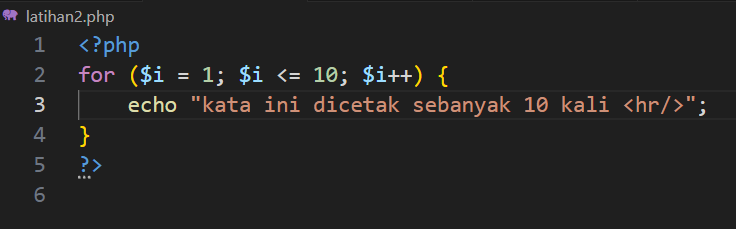 latihan2.php
1 <?php
2 for ($i = 1; $i <= 10; $i++) {
3     echo "kata ini dicetak sebanyak 10 kali <hr/>";
4 }
5 ?>
6